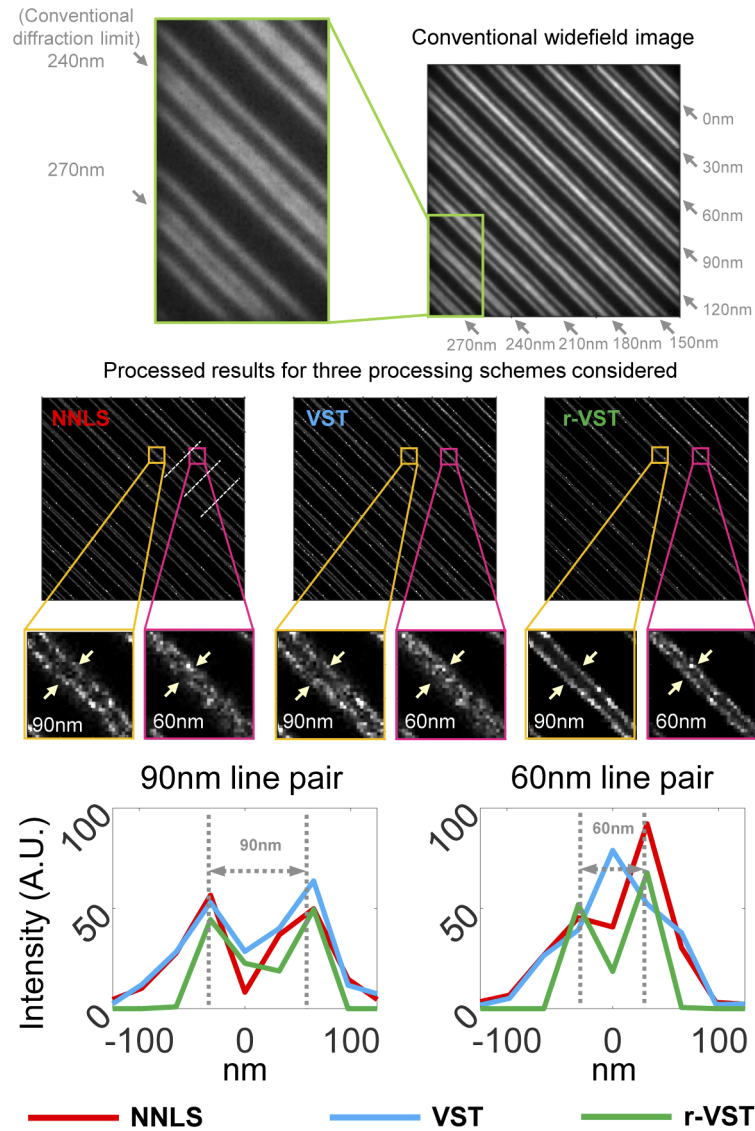 (Conventional
diffraction limit)
240nm
270nm
Conventional widefield image
0nm
30nm
60nm
90nm
120nm
150nm
180nm
210nm
240nm
270nm
Processed results for three processing schemes considered
NNLS
VST
r-VST
90nm
60nm
90nm
60nm
90nm
60nm
90nm line pair
60nm line pair
Intensity (A.U.)
100
50
0
90nm
-100
0
100
nm
100
50
0
60nm
-100
0
100
nm
NNLS
VST
r-VST